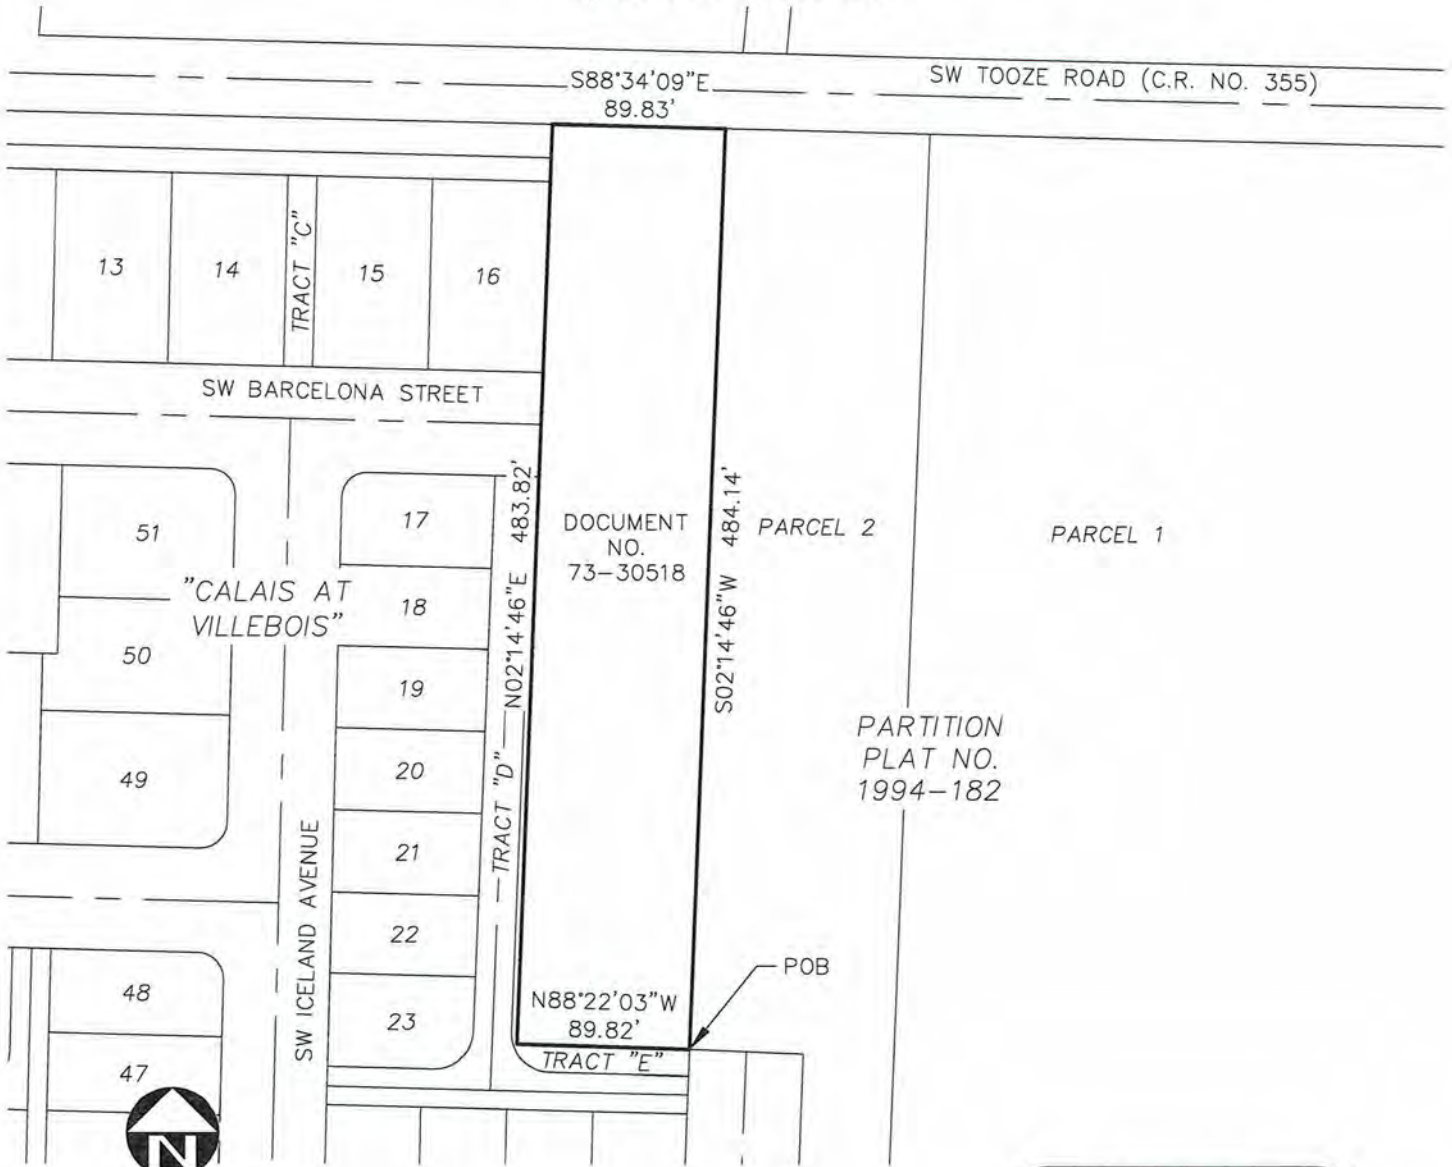 S88°34'09"E
89.83'
SW TOOZE ROAD (C.R. NO. 355)
13
14
TRACT "C"
15
16
SW BARCELONA STREET
51
"CALAIS AT
VILLEBOIS"
50
49
17
18
19
20
21
22
23
N02°14'46"E 483.82'
TRACT "D"
DOCUMENT
NO.
73-30518
S02°14'46"W 484.14'
PARCEL 2
PARCEL 1
PARTITION
PLAT NO.
1994-182
SW ICELAND AVENUE
48
47
N88°22'03"W
89.82'
POB
TRACT "E"
N